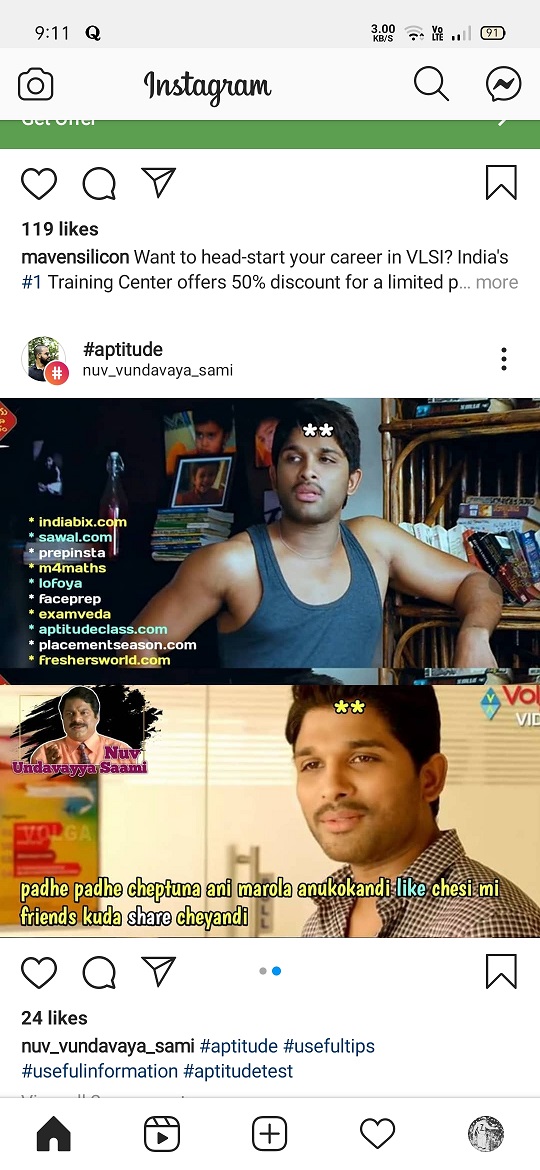 9:11
3.00
KB/S
Vo
LTE
91
Instagram
119 likes
mavensilicon Want to head-start your career in VLSI? India's
#1 Training Center offers 50% discount for a limited p... more
#aptitude
#
nuv_vundavaya_sami
**
* indiabix.com
* sawal.com
* prepinsta
* m4maths
* lofoya
* faceprep
* examveda
* aptitudeclass.com
* placementseason.com
* freshersworld.com
**
Vol
VID
Nuv
Undavayya Saami
VOLGA
padhe padhe cheptuna ani marola anukokandi like chesi mi
friends kuda share cheyandi
24 likes
nuv_vundavaya_sami #aptitude #usefultips
#usefulinformation #aptitudetest